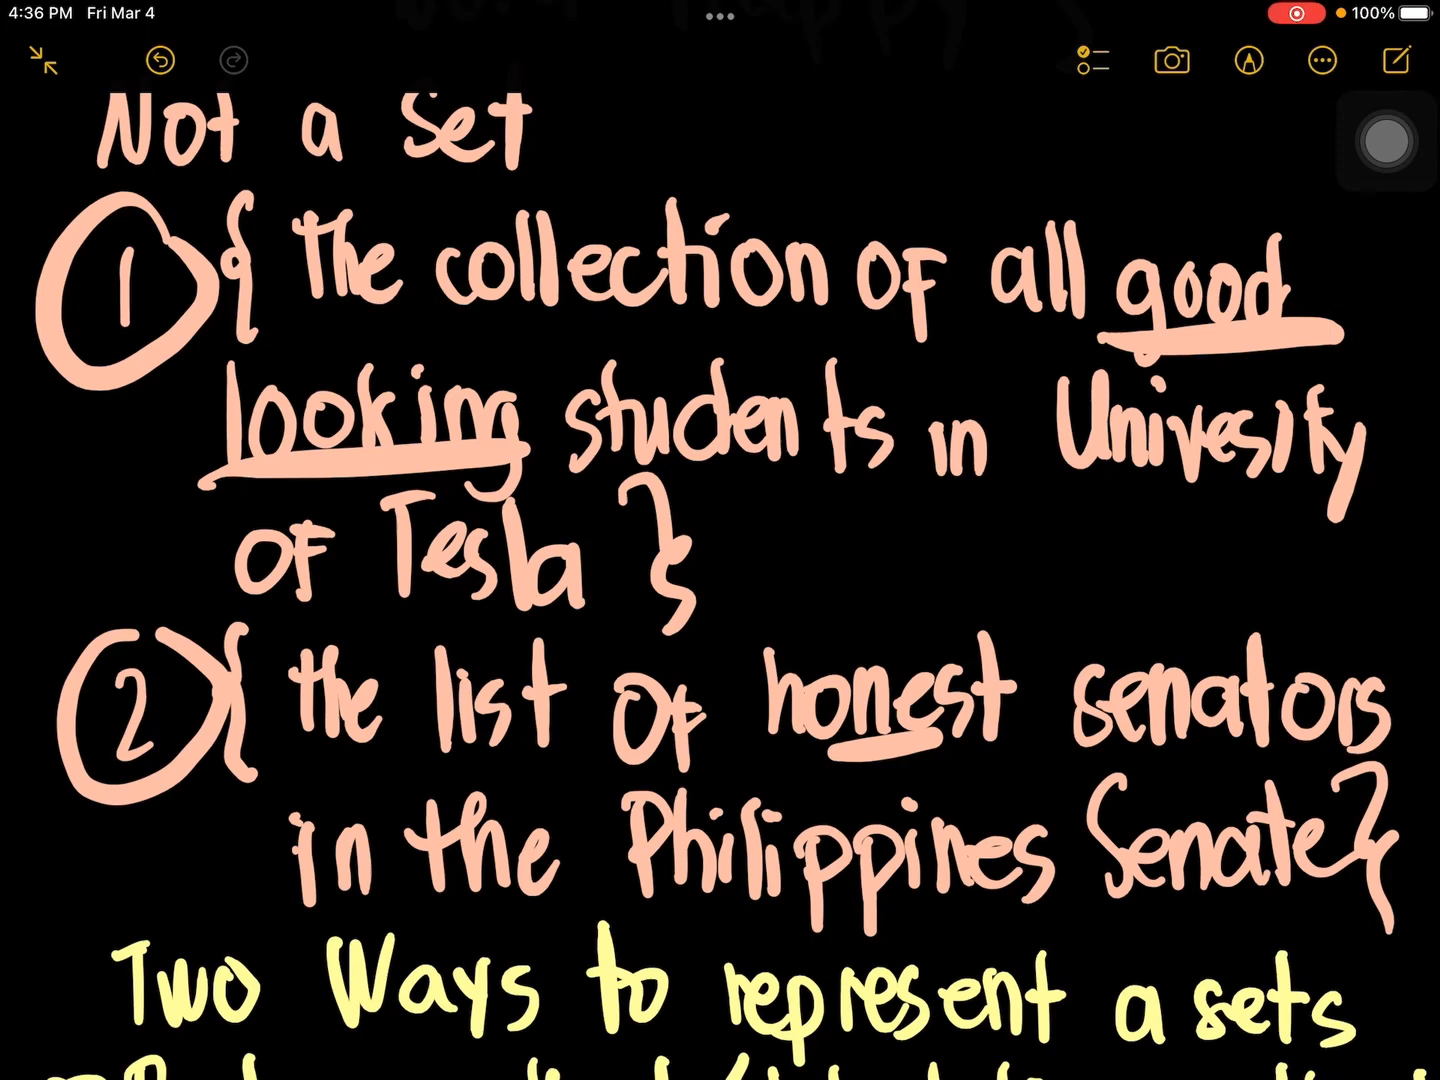 4:36 PM Fri Mar 4
100%
Not a Set
1 { the collection of all good
looking students in Univesity
of Tesla }
2 { the list of honest senators
in the Philippines Senate }
Two Ways to represent a sets